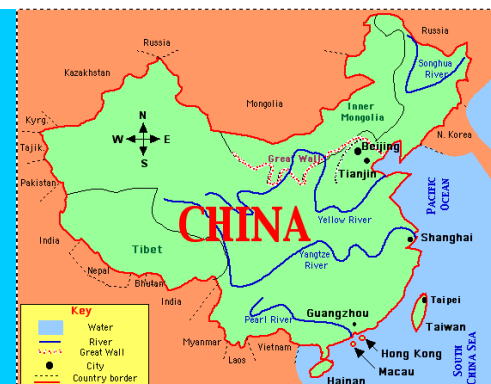 Russia
Russia
Songhua
River
Kazakhstan
Mongolia
Inner
Mongolia
N
W E
S
Kyrg.
Tajik.
Pakistan
N. Korea
Great Wall
Beijing
Tianjin
PACIFIC
OCEAN
CHINA
Yellow River
India
Tibet
Shanghai
Yangtze
River
Nepal
Bhutan
India
Key
Water
River
Great Wall
City
Country border
Pearl River
Guangzhou
Taipei
Taiwan
Myanmar
Laos
Vietnam
Hong Kong
Macau
Hainan
SOUTH
CHINA SEA